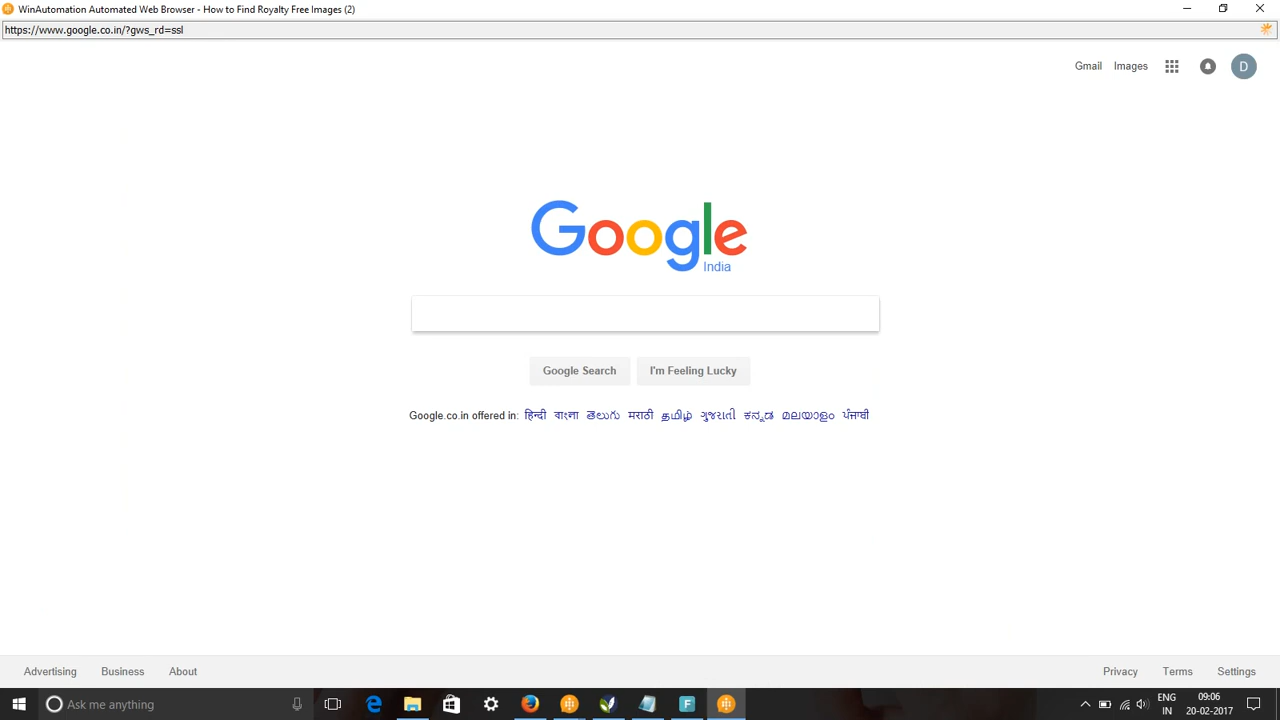 WinAutomation Automated Web Browser - How to Find Royalty Free Images (2)
https://www.google.co.in/?gws_rd=ssl
Gmail Images D
Google
India
Google Search I'm Feeling Lucky
Google.co.in offered in: हिन्दी বাংলা తెలుగు मराठी தமிழ் ગુજરાતી ಕನ್ನಡ മലയാളം ਪੰਜਾਬੀ
Advertising Business About Privacy Terms Settings
Ask me anything
ENG 09:06
IN 20-02-2017